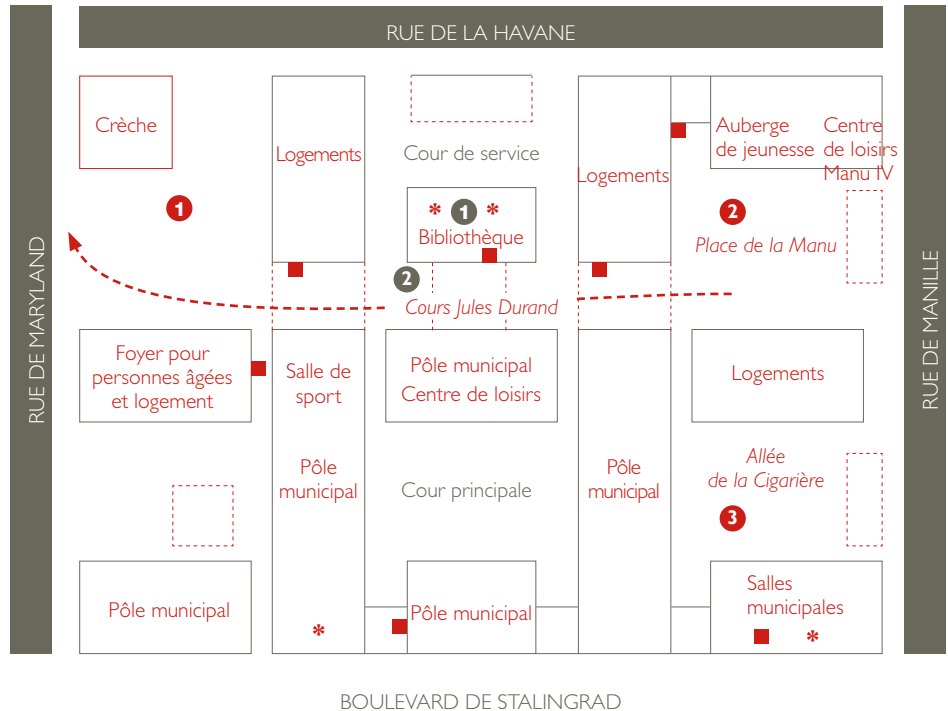 RUE DE LA HAVANE
RUE DE MARYLAND
RUE DE MANILLE
Crèche
Logements
Cour de service
Logements
Auberge
de jeunesse
Centre
de loisirs
Manu IV
1
* 1 *
Bibliothèque
2
Place de la Manu
2
Cours Jules Durand
Foyer pour
personnes âgées
et logement
Salle de
sport
Pôle municipal
Centre de loisirs
Logements
Pôle
municipal
Cour principale
Pôle
municipal
Allée
de la Cigarière
3
Pôle municipal
*
Pôle municipal
Salles
municipales
*
BOULEVARD DE STALINGRAD